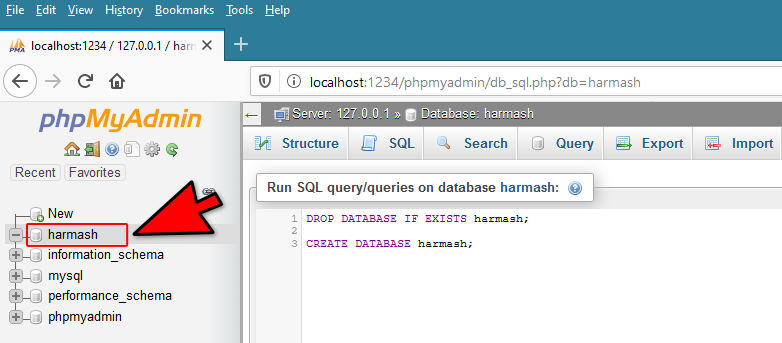 File Edit View History Bookmarks Tools Help
PMA localhost:1234 / 127.0.0.1 / harm
localhost:1234/phpmyadmin/db_sql.php?db=harmash
phpMyAdmin
Server: 127.0.0.1 » Database: harmash
Structure SQL Search Query Export Import
Recent Favorites
Run SQL query/queries on database harmash:
New
harmash
information_schema
mysql
performance_schema
phpmyadmin
1 DROP DATABASE IF EXISTS harmash;
2
3 CREATE DATABASE harmash;